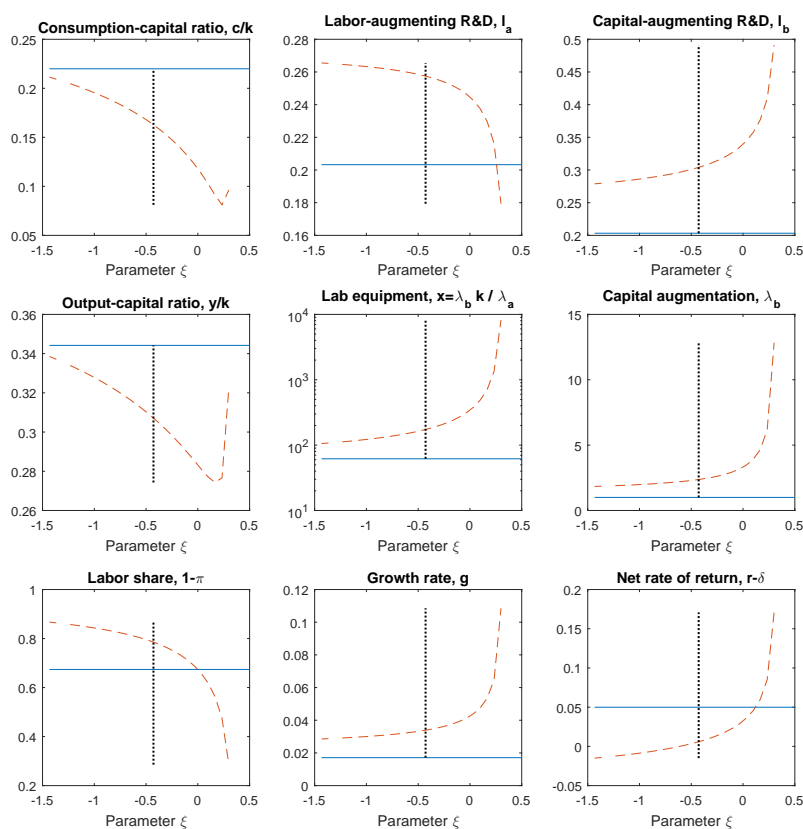 Consumption-capital ratio, c/k
Labor-augmenting R&D, l_a
Capital-augmenting R&D, l_b
0.25
0.2
0.15
0.1
0.05
-1.5 -1 -0.5 0 0.5
Parameter ξ
0.28
0.26
0.24
0.22
0.2
0.18
0.16
-1.5 -1 -0.5 0 0.5
Parameter ξ
0.5
0.45
0.4
0.35
0.3
0.25
0.2
-1.5 -1 -0.5 0 0.5
Parameter ξ
Output-capital ratio, y/k
Lab equipment, x=λ_b k / λ_a
Capital augmentation, λ_b
0.36
0.34
0.32
0.3
0.28
0.26
-1.5 -1 -0.5 0 0.5
Parameter ξ
10^4
10^3
10^2
10^1
-1.5 -1 -0.5 0 0.5
Parameter ξ
15
10
5
0
-1.5 -1 -0.5 0 0.5
Parameter ξ
Labor share, 1-π
Growth rate, g
Net rate of return, r-δ
1
0.8
0.6
0.4
0.2
-1.5 -1 -0.5 0 0.5
Parameter ξ
0.12
0.1
0.08
0.06
0.04
0.02
0
-1.5 -1 -0.5 0 0.5
Parameter ξ
0.2
0.15
0.1
0.05
0
-0.05
-1.5 -1 -0.5 0 0.5
Parameter ξ